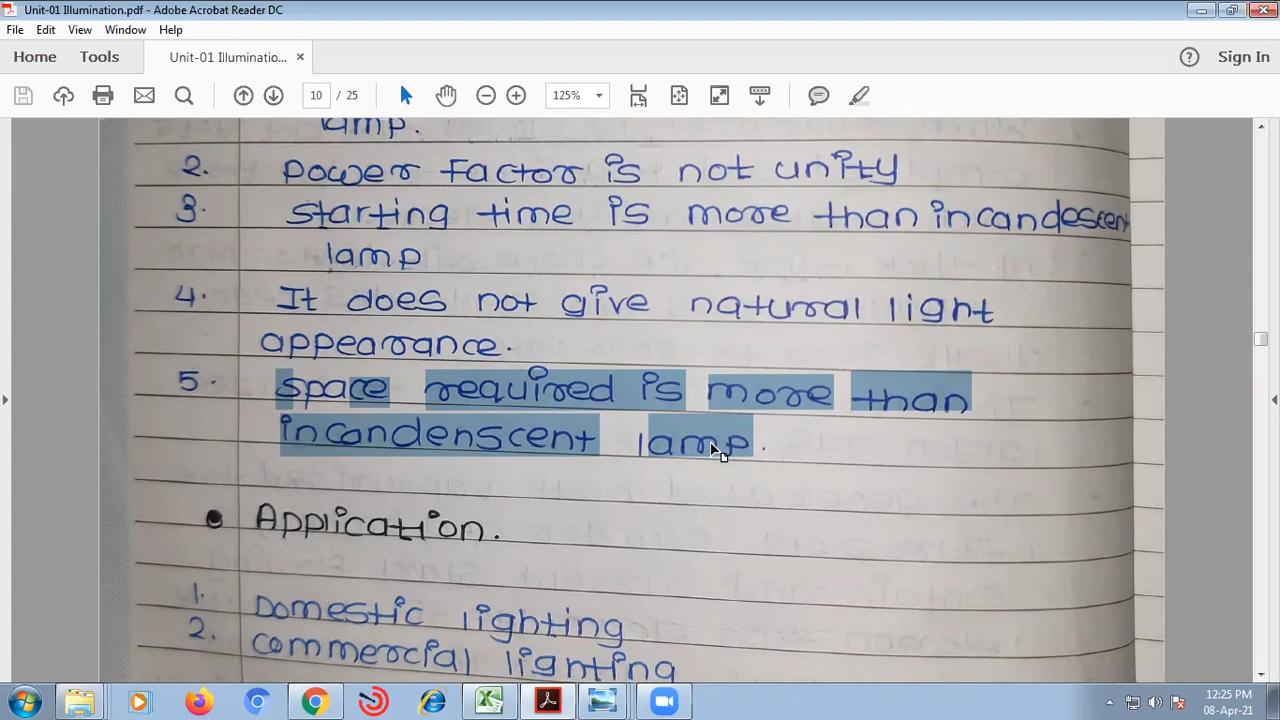 Unit-01 Illumination.pdf - Adobe Acrobat Reader DC
File Edit View Window Help
Home Tools Unit-01 Illuminatio... × Sign In
10 / 25 125%
lamp.
2. power factor is not unity
3. starting time is more than incandescent
lamp
4. It does not give natural light
appearance.
5. space required is more than
incandenscent lamp.
• Application.
1. Domestic lighting
2. commercial lighting
12:25 PM
08-Apr-21